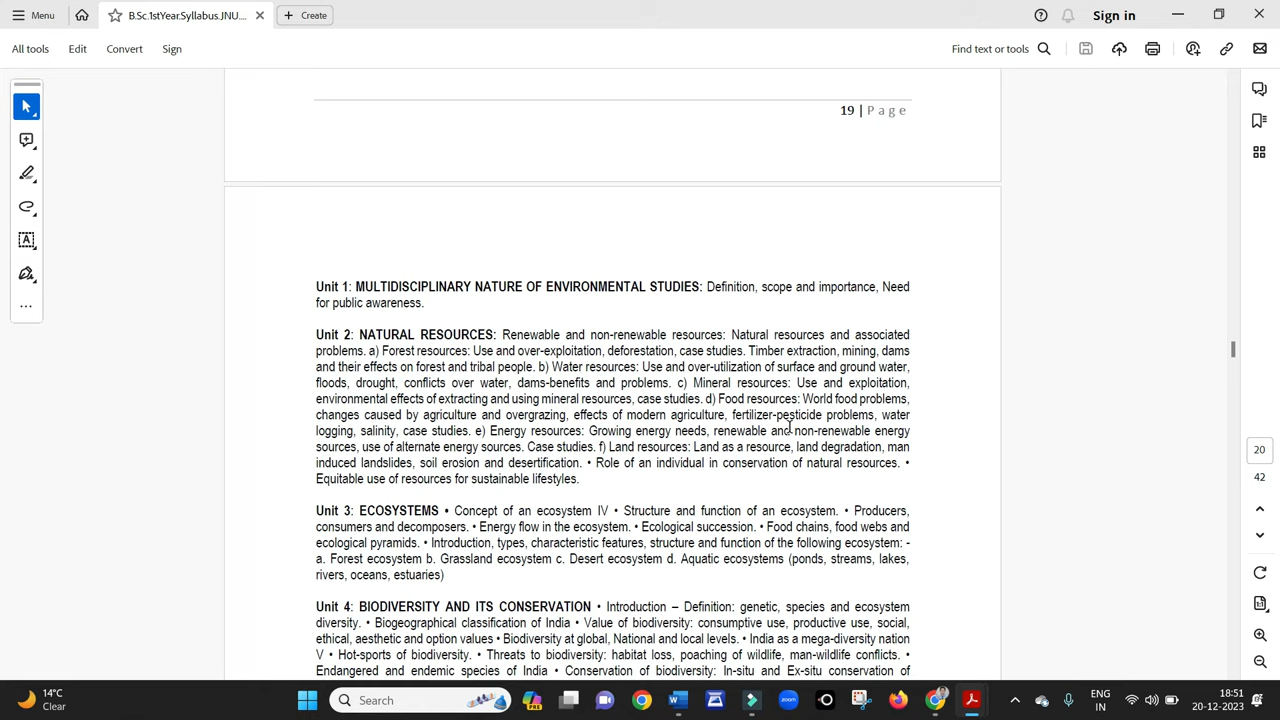 Menu
B.Sc.1stYear.Syllabus.JNU....
Create
Sign in
All tools
Edit
Convert
Sign
Find text or tools
19 | Page
Unit 1: MULTIDISCIPLINARY NATURE OF ENVIRONMENTAL STUDIES: Definition, scope and importance, Need
for public awareness.
Unit 2: NATURAL RESOURCES: Renewable and non-renewable resources: Natural resources and associated
problems. a) Forest resources: Use and over-exploitation, deforestation, case studies. Timber extraction, mining, dams
and their effects on forest and tribal people. b) Water resources: Use and over-utilization of surface and ground water,
floods, drought, conflicts over water, dams-benefits and problems. c) Mineral resources: Use and exploitation,
environmental effects of extracting and using mineral resources, case studies. d) Food resources: World food problems,
changes caused by agriculture and overgrazing, effects of modern agriculture, fertilizer-pesticide problems, water
logging, salinity, case studies. e) Energy resources: Growing energy needs, renewable and non-renewable energy
sources, use of alternate energy sources. Case studies. f) Land resources: Land as a resource, land degradation, man
induced landslides, soil erosion and desertification. • Role of an individual in conservation of natural resources. •
Equitable use of resources for sustainable lifestyles.
Unit 3: ECOSYSTEMS • Concept of an ecosystem IV • Structure and function of an ecosystem. • Producers,
consumers and decomposers. • Energy flow in the ecosystem. • Ecological succession. • Food chains, food webs and
ecological pyramids. • Introduction, types, characteristic features, structure and function of the following ecosystem: -
a. Forest ecosystem b. Grassland ecosystem c. Desert ecosystem d. Aquatic ecosystems (ponds, streams, lakes,
rivers, oceans, estuaries)
Unit 4: BIODIVERSITY AND ITS CONSERVATION • Introduction – Definition: genetic, species and ecosystem
diversity. • Biogeographical classification of India • Value of biodiversity: consumptive use, productive use, social,
ethical, aesthetic and option values • Biodiversity at global, National and local levels. • India as a mega-diversity nation
V • Hot-sports of biodiversity. • Threats to biodiversity: habitat loss, poaching of wildlife, man-wildlife conflicts. •
Endangered and endemic species of India • Conservation of biodiversity: In-situ and Ex-situ conservation of
20
42
14°C
Clear
Search
PRE
zoom
ENG
IN
18:51
20-12-2023